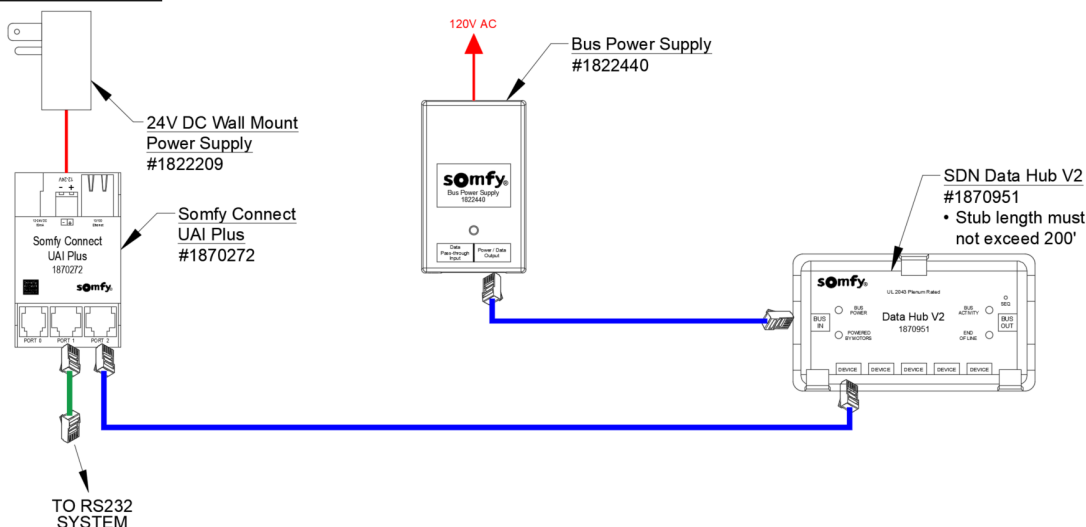 120V AC
Bus Power Supply
#1822440
24V DC Wall Mount
Power Supply
#1822209
SDN Data Hub V2
#1870951
• Stub length must
not exceed 200'
Somfy Connect
UAI Plus
#1870272
12-24V
- +
Somfy Connect
UAI Plus
1870272
somfy®
PORT 0
PORT 1
PORT 2
somfy®
Bus Power Supply
1822440
Data
Pass-through
Input
Power / Data
Output
somfy®
UL 2043 Plenum Rated
Data Hub V2
1870951
BUS
IN
BUS
POWER
POWERED
BY MOTORS
BUS
ACTIVITY
END
OF LINE
SEQ
BUS
OUT
DEVICE
DEVICE
DEVICE
DEVICE
DEVICE
TO RS232
SYSTEM